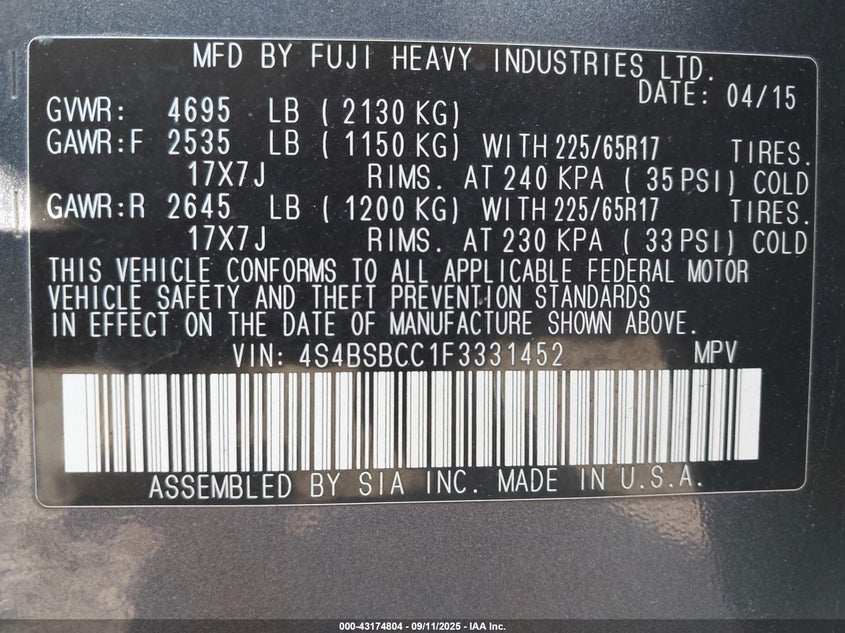 MFD BY FUJI HEAVY INDUSTRIES LTD.
DATE: 04/15
GVWR: 4695 LB ( 2130 KG)
GAWR:F 2535 LB ( 1150 KG) WITH 225/65R17 TIRES.
17X7J RIMS. AT 240 KPA ( 35 PSI) COLD
GAWR:R 2645 LB ( 1200 KG) WITH 225/65R17 TIRES.
17X7J RIMS. AT 230 KPA ( 33 PSI) COLD
THIS VEHICLE CONFORMS TO ALL APPLICABLE FEDERAL MOTOR
VEHICLE SAFETY AND THEFT PREVENTION STANDARDS
IN EFFECT ON THE DATE OF MANUFACTURE SHOWN ABOVE.
VIN: 4S4BSBCC1F3331452 MPV
ASSEMBLED BY SIA INC. MADE IN U.S.A.
000-43174804 - 09/11/2025 - IAA Inc.